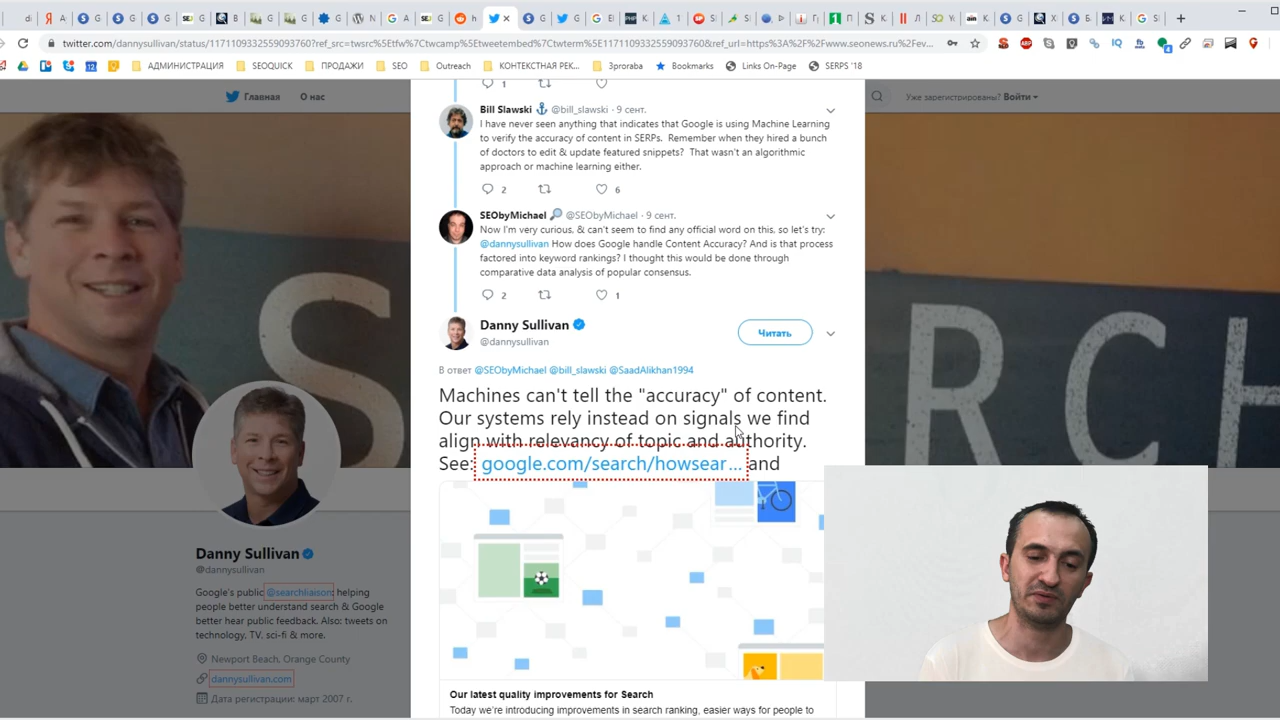 twitter.com/dannysullivan/status/1171109332559093760?ref_src=twsrc%5Etfw%7Ctwcamp%5Etweetembed%7Ctwterm%5E1171109332559093760&ref_url=https%3A%2F%2Fwww.seonews.ru%2Fev...
АДМИНИСТРАЦИЯ SEOQUICK ПРОДАЖИ SEO Outreach КОНТЕКСТНАЯ РЕК... Zproraba Bookmarks Links On-Page SERPS '18
Главная О нас
Уже зарегистрированы? Войти
1
Bill Slawski @bill_slawski · 9 сент.
I have never seen anything that indicates that Google is using Machine Learning
to verify the accuracy of content in SERPs. Remember when they hired a bunch
of doctors to edit & update featured snippets? That wasn't an algorithmic
approach or machine learning either.
2 6
SEObyMichael @SEObyMichael · 9 сент.
Now I'm very curious, & can't seem to find any official word on this, so let's try:
@dannysullivan How does Google handle Content Accuracy? And is that process
factored into keyword rankings? I thought this would be done through
comparative data analysis of popular consensus.
2 1
Danny Sullivan
@dannysullivan
Читать
В ответ @SEObyMichael @bill_slawski @SaadAlikhan1994
Machines can't tell the "accuracy" of content.
Our systems rely instead on signals we find
align with relevancy of topic and authority.
See: google.com/search/howsear... and
Our latest quality improvements for Search
Today we're introducing improvements in search ranking, easier ways for people to
Danny Sullivan
@dannysullivan
Google's public @searchliaison: helping
people better understand search & Google
better hear public feedback. Also: tweets on
technology, TV, sci-fi & more.
Newport Beach, Orange County
dannysullivan.com
Дата регистрации: март 2007 г.
S
RCH